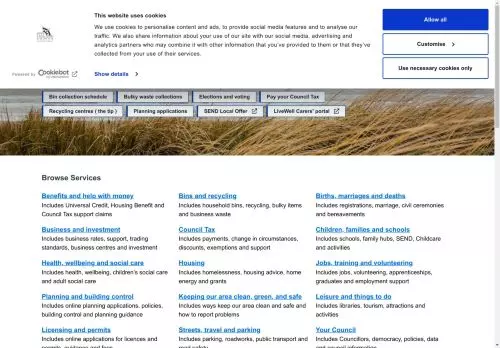 This website uses cookies
We use cookies to personalise content and ads, to provide social media features and to analyse our
traffic. We also share information about your use of our site with our social media, advertising and
analytics partners who may combine it with other information that you've provided to them or that they've
collected from your use of their services.
Powered by Cookiebot
Show details
Allow all
Customise
Use necessary cookies only
Bin collection schedule
Bulky waste collections
Elections and voting
Pay your Council Tax
Recycling centres ( the tip )
Planning applications
SEND Local Offer
LiveWell Carers' portal
Browse Services
Benefits and help with money
Includes Universal Credit, Housing Benefit and
Council Tax support claims
Bins and recycling
Includes household bins, recycling, bulky items
and business waste
Births, marriages and deaths
Includes registrations, marriage, civil ceremonies
and bereavements
Business and investment
Includes business rates, support, trading
standards, business centres and investment
Council Tax
Includes payments, change in circumstances,
discounts, exemptions and support
Children, families and schools
Includes schools, family hubs, SEND, Childcare
and activities
Health, wellbeing and social care
Includes health, wellbeing, children's social care
and adult social care
Housing
Includes homelessness, housing advice, home
energy and grants
Jobs, training and volunteering
Includes jobs, volunteering, apprenticeships,
graduates and employment support
Planning and building control
Includes online planning applications, policies,
building control and planning guidance
Keeping our area clean, green, and safe
Includes ways keep our area clean and safe and
how to report problems
Leisure and things to do
Includes libraries, tourism, attractions and
activities
Licensing and permits
Includes online applications for licences and
permits, guidance and fees
Streets, travel and parking
Includes parking, roadworks, public transport and
road safety
Your Council
Includes Councillors, democracy, policies, data
and council information